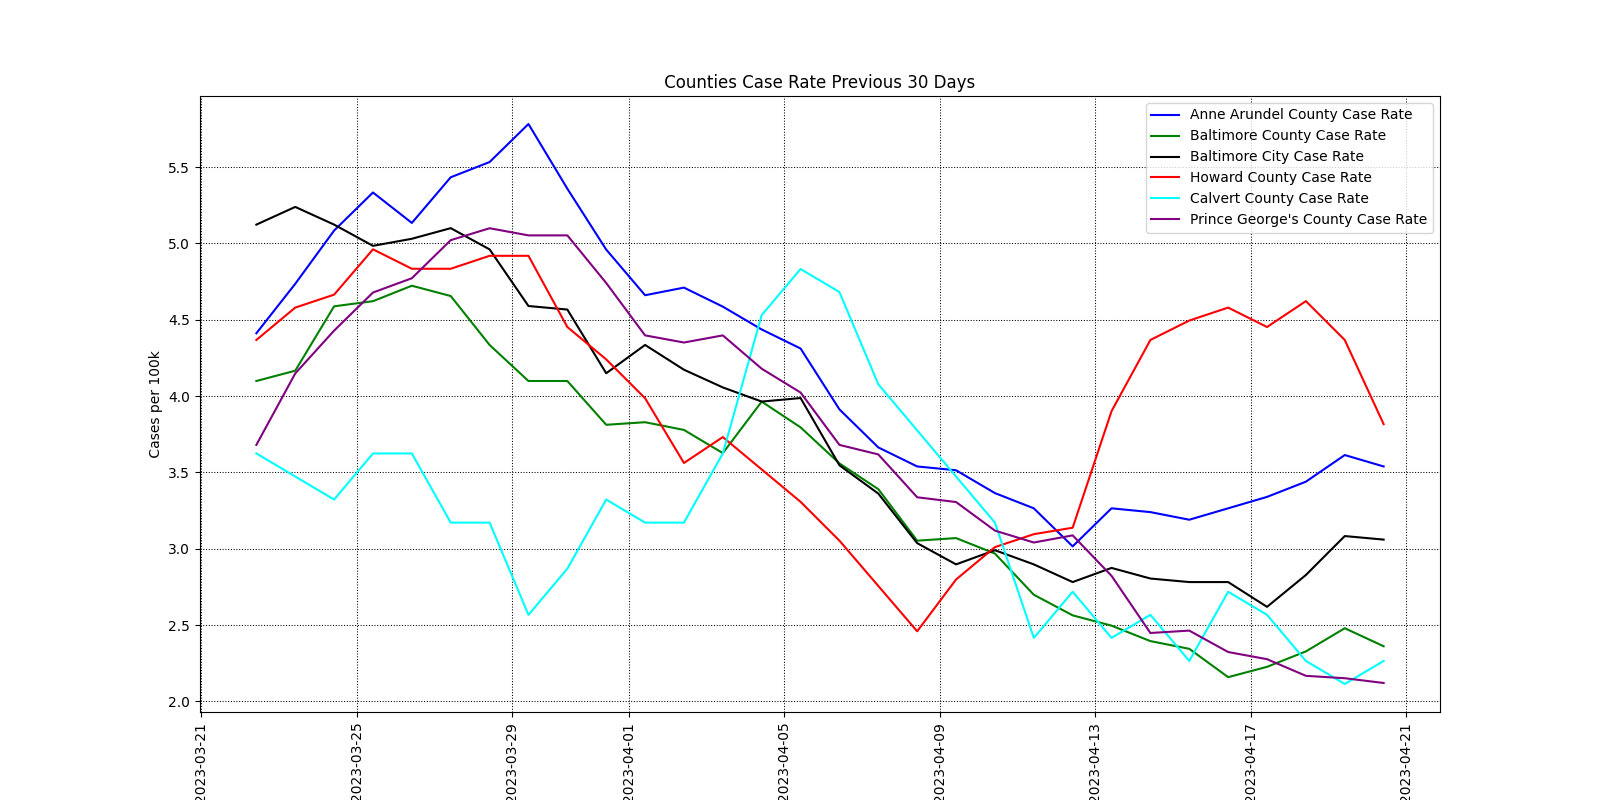 Counties Case Rate Previous 30 Days
Anne Arundel County Case Rate
Baltimore County Case Rate
Baltimore City Case Rate
Howard County Case Rate
Calvert County Case Rate
Prince George's County Case Rate
Cases per 100k
5.5
5.0
4.5
4.0
3.5
3.0
2.5
2.0
2023-03-21
2023-03-25
2023-03-29
2023-04-01
2023-04-05
2023-04-09
2023-04-13
2023-04-17
2023-04-21